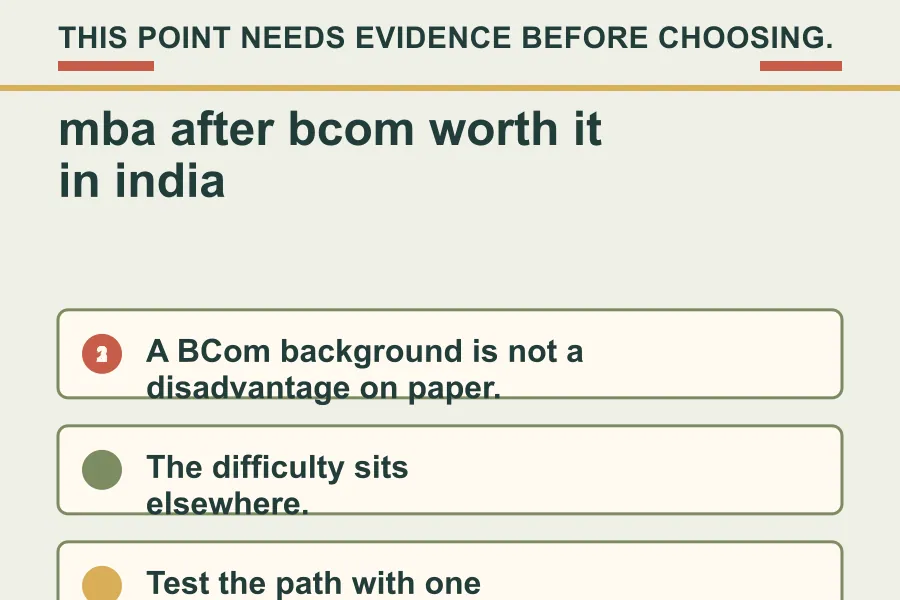 THIS POINT NEEDS EVIDENCE BEFORE CHOOSING.
mba after bcom worth it
in india
A BCom background is not a
disadvantage on paper.
The difficulty sits
elsewhere.
Test the path with one